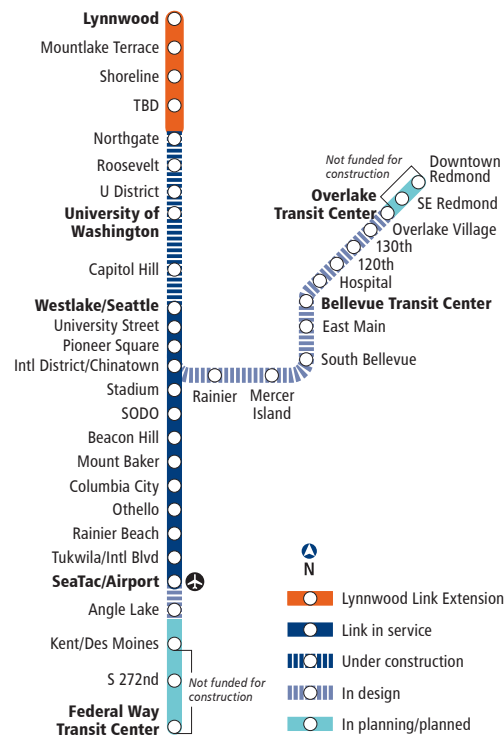 Lynnwood
Mountlake Terrace
Shoreline
TBD
Northgate
Roosevelt
U District
University of
Washington
Capitol Hill
Westlake/Seattle
University Street
Pioneer Square
Intl District/Chinatown
Stadium
SODO
Beacon Hill
Mount Baker
Columbia City
Othello
Rainier Beach
Tukwila/Intl Blvd
SeaTac/Airport
Angle Lake
Kent/Des Moines
S 272nd
Federal Way
Transit Center
Not funded for
construction
Not funded for
construction
Downtown
Redmond
SE Redmond
Overlake
Transit Center
Overlake Village
130th
120th
Hospital
Bellevue Transit Center
East Main
South Bellevue
Mercer
Island
Rainier
N
Lynnwood Link Extension
Link in service
Under construction
In design
In planning/planned